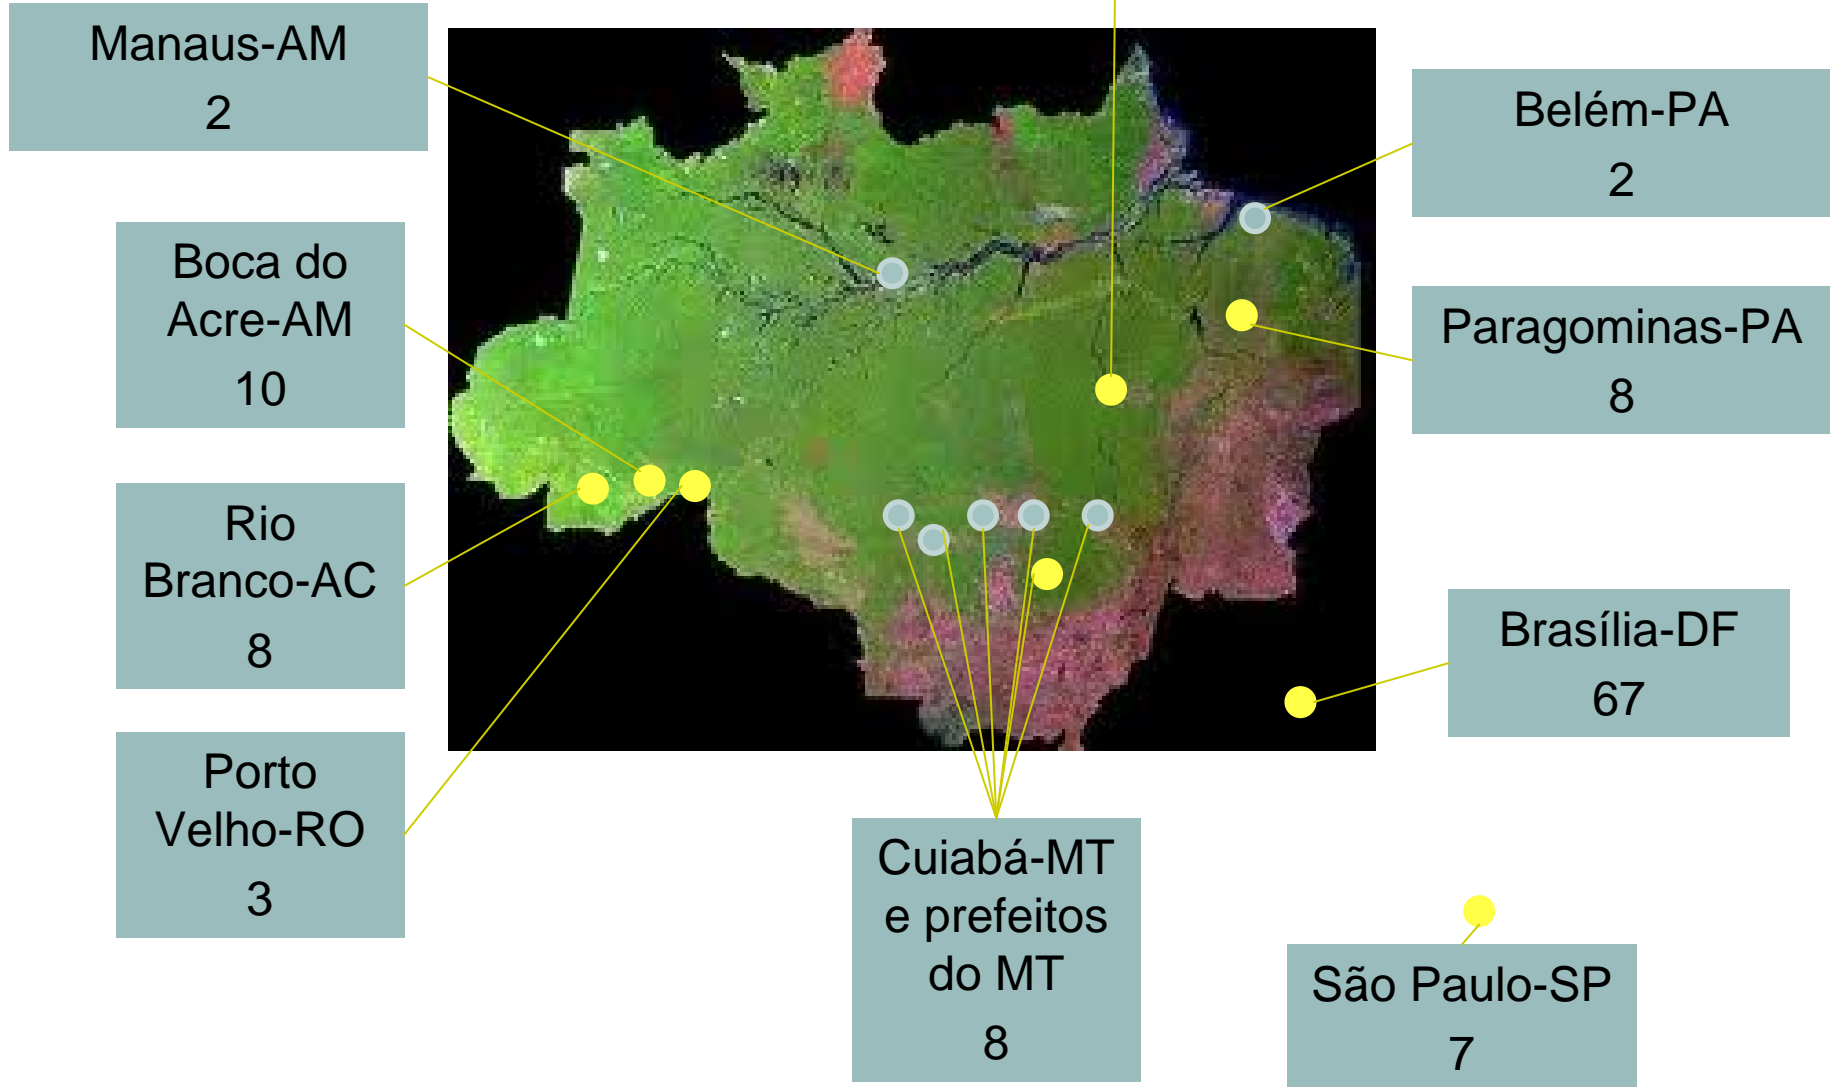 Manaus-AM
2
Boca do
Acre-AM
10
Rio
Branco-AC
8
Porto
Velho-RO
3
Belém-PA
2
Paragominas-PA
8
Brasília-DF
67
Cuiabá-MT
e prefeitos
do MT
8
São Paulo-SP
7